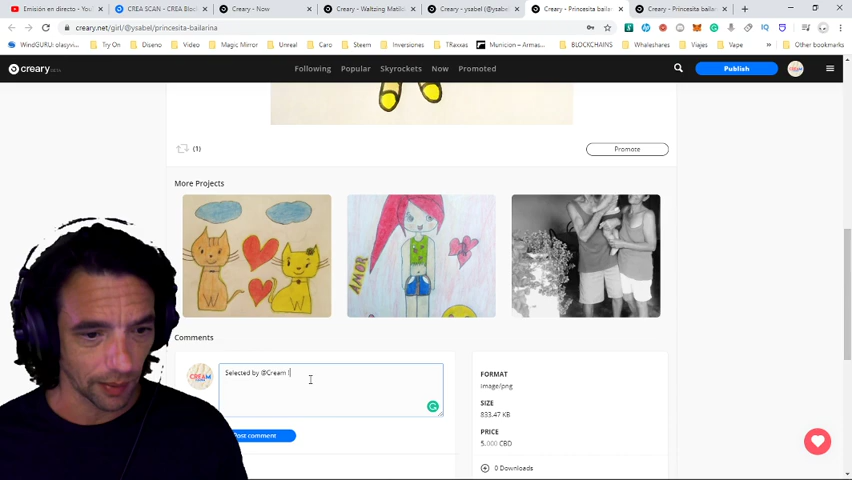 Emisión en directo - You
CREA SCAN - CREA Bloc
Creary - Now
Creary - Waltzing Matil
Creary - ysabel (@ysabe
Creary - Princesita bailar
Creary - Princesita bailar
creary.net/girl/@ysabel/princesita-bailarina
WindGURU: olasyvi...
Try On
Diseno
Video
Magic Mirror
Unreal
Caro
Steem
Inversiones
TRaxxas
Municion – Armas...
BLOCKCHAINS
Whaleshares
Viajes
Vape
Other bookmarks
creary
Following
Popular
Skyrockets
Now
Promoted
Publish
(1)
Promote
More Projects
AMOR
Comments
CREAM
Selected by @Cream !
Post comment
FORMAT
image/png
SIZE
833.47 KB
PRICE
5.000 CBD
0 Downloads